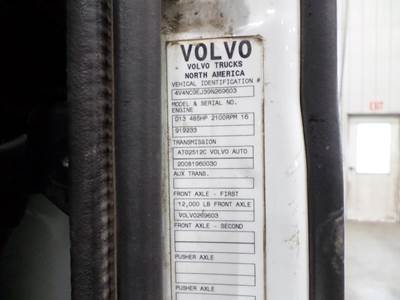 VOLVO
VOLVO TRUCKS
NORTH AMERICA
VEHICAL IDENTIFICATION #
4V4NC9EJ39N269603
MODEL & SERIAL NO.
ENGINE
D13 485HP 2100RPM 16
919233
TRANSMISSION
ATO2512C VOLVO AUTO
20081960030
AUX TRANS.
FRONT AXLE - FIRST
12,000 LB FRONT AXLE
VOLVO269603
FRONT AXLE - SECOND
PUSHER AXLE
PUSHER AXLE
EXIT